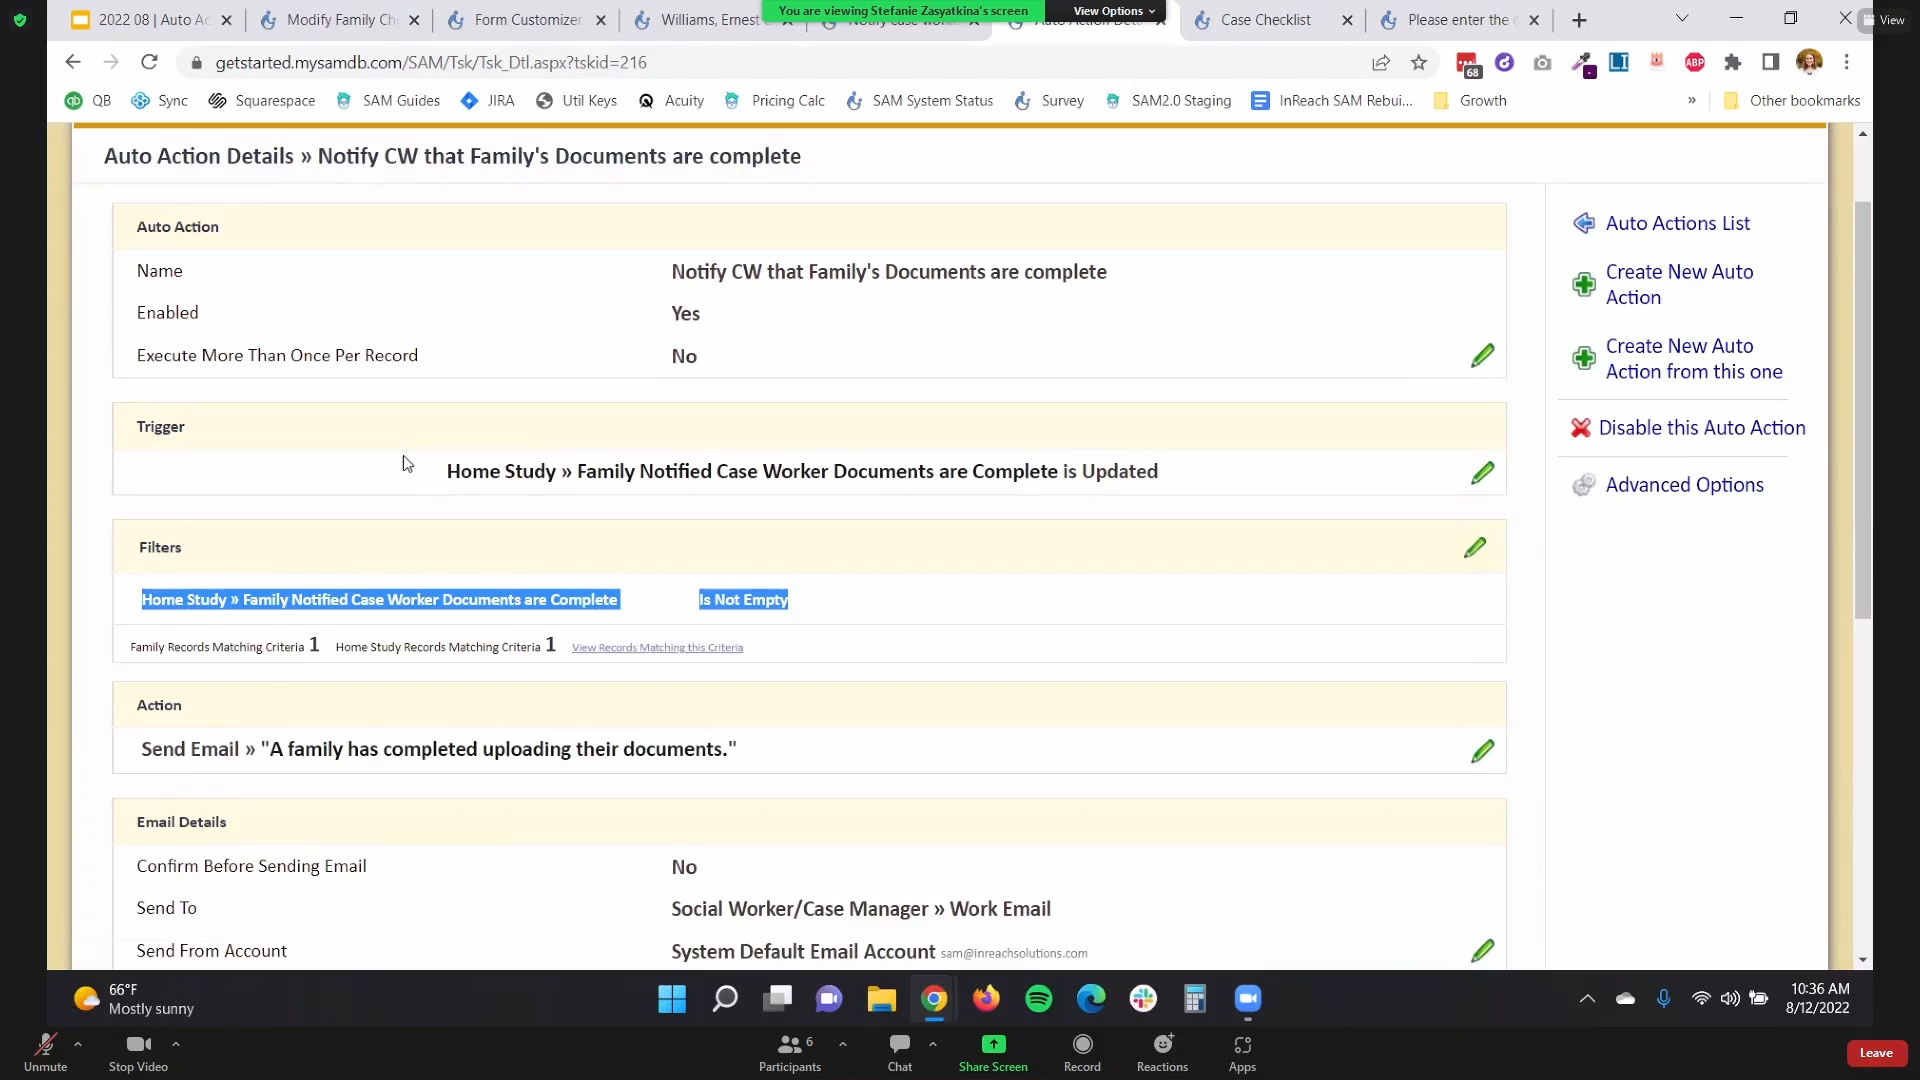 2022 08 | Auto Ac
Modify Family Ch
Form Customizer
Williams, Ernest
You are viewing Stefanie Zasyatkina's screen
View Options
Case Checklist
Please enter the c
View
getstarted.mysamdb.com/SAM/Tsk/Tsk_Dtl.aspx?tskid=216
68
ABP
QB
Sync
Squarespace
SAM Guides
JIRA
Util Keys
Acuity
Pricing Calc
SAM System Status
Survey
SAM2.0 Staging
InReach SAM Rebui...
Growth
»
Other bookmarks
Auto Action Details » Notify CW that Family's Documents are complete
Auto Action
Name Notify CW that Family's Documents are complete
Enabled Yes
Execute More Than Once Per Record No
Trigger
Home Study » Family Notified Case Worker Documents are Complete is Updated
Filters
Home Study » Family Notified Case Worker Documents are Complete Is Not Empty
Family Records Matching Criteria 1 Home Study Records Matching Criteria 1 View Records Matching this Criteria
Action
Send Email » "A family has completed uploading their documents."
Email Details
Confirm Before Sending Email No
Send To Social Worker/Case Manager » Work Email
Send From Account System Default Email Account sam@inreachsolutions.com
Auto Actions List
Create New Auto
Action
Create New Auto
Action from this one
Disable this Auto Action
Advanced Options
66°F
Mostly sunny
10:36 AM
8/12/2022
Unmute
Stop Video
6
Participants
Chat
Share Screen
Record
Reactions
Apps
Leave